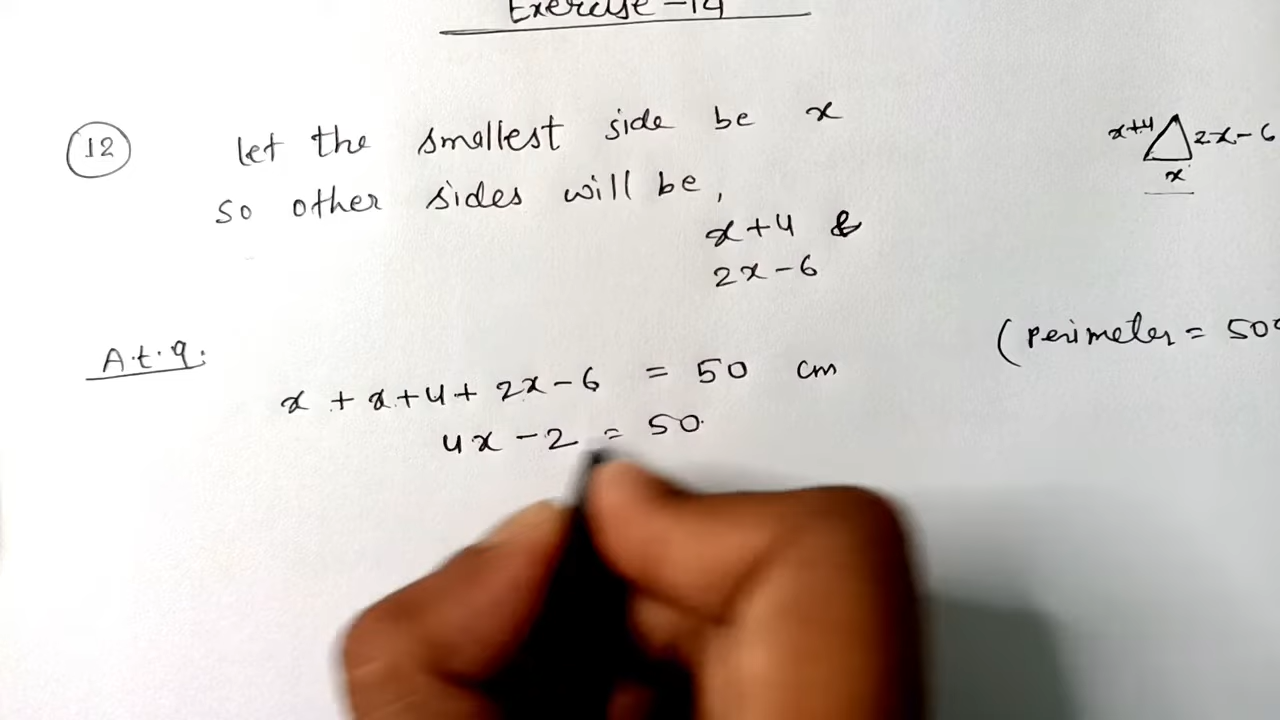 Exercise - 14
12 let the smallest side be x
so other sides will be,
x+4 &
2x-6
x+4 2x-6
x
A.t.q.
(perimeter = 50
x + x+4+ 2x-6 = 50 cm
4x - 2 = 50